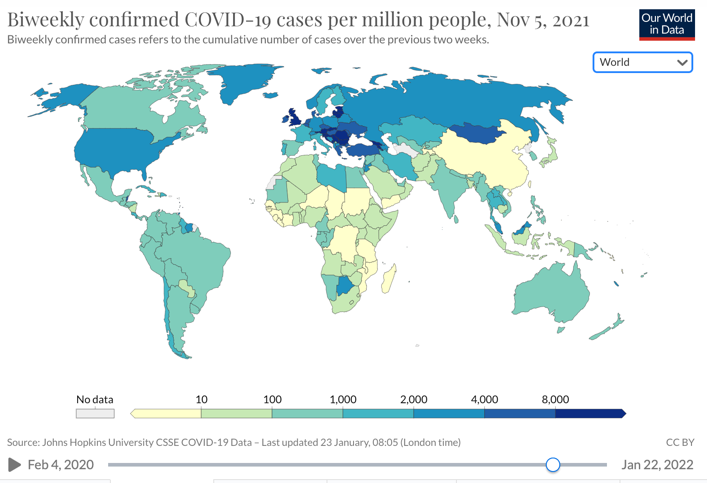 Biweekly confirmed COVID-19 cases per million people, Nov 5, 2021
Biweekly confirmed cases refers to the cumulative number of cases over the previous two weeks.
Our World
in Data
World
No data
10
100
1,000
2,000
4,000
8,000
Source: Johns Hopkins University CSSE COVID-19 Data – Last updated 23 January, 08:05 (London time)
CC BY
Feb 4, 2020
Jan 22, 2022